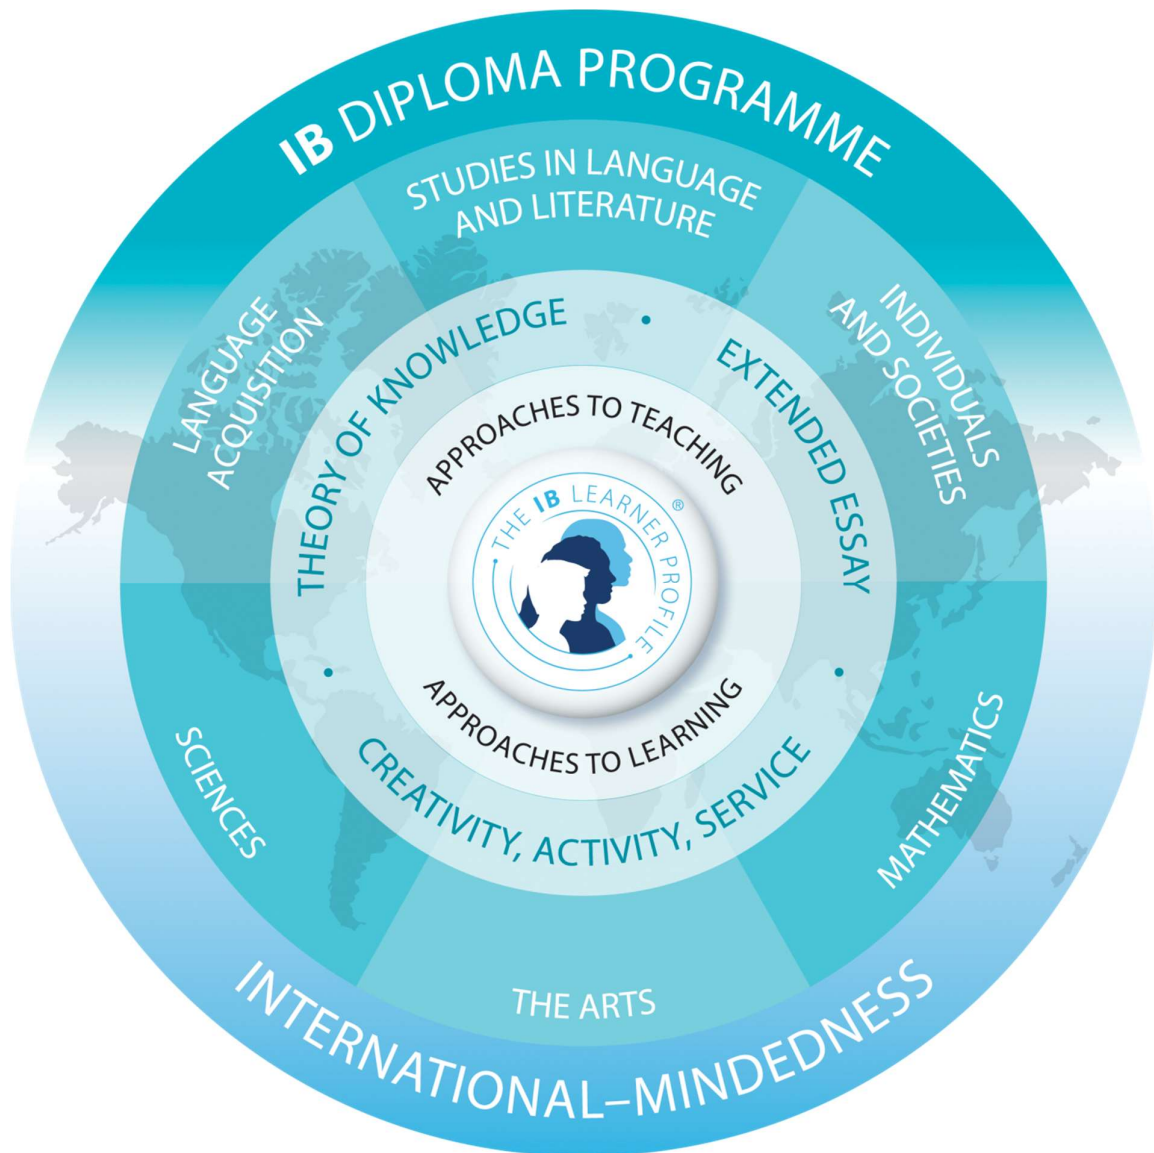 IB DIPLOMA PROGRAMME
STUDIES IN LANGUAGE
AND LITERATURE
LANGUAGE
ACQUISITION
INDIVIDUALS
AND SOCIETIES
THEORY OF KNOWLEDGE
EXTENDED ESSAY
APPROACHES TO TEACHING
THE IB LEARNER PROFILE ®
APPROACHES TO LEARNING
CREATIVITY, ACTIVITY, SERVICE
SCIENCES
MATHEMATICS
THE ARTS
INTERNATIONAL–MINDEDNESS